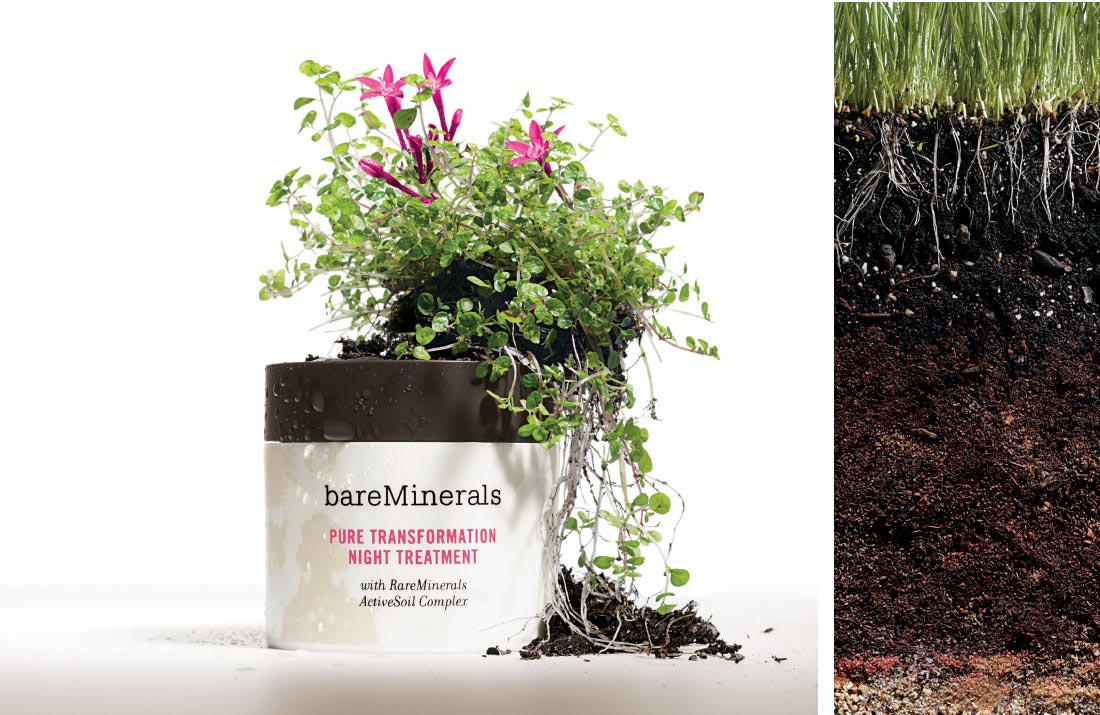 bareMinerals
PURE TRANSFORMATION
NIGHT TREATMENT
with RareMinerals
ActiveSoil Complex